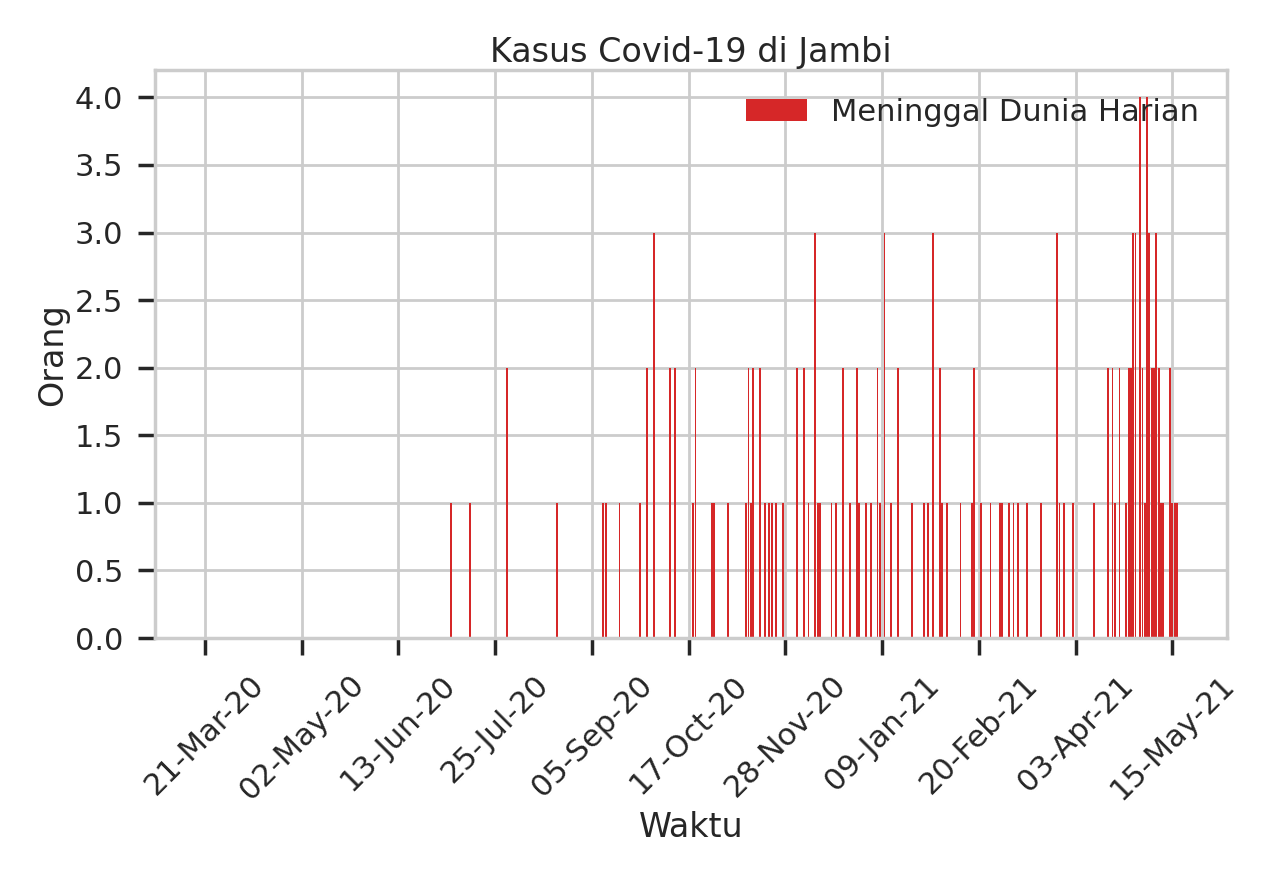 Kasus Covid-19 di Jambi
Meninggal Dunia Harian
Orang
4.0
3.5
3.0
2.5
2.0
1.5
1.0
0.5
0.0
21-Mar-20
02-May-20
13-Jun-20
25-Jul-20
05-Sep-20
17-Oct-20
28-Nov-20
09-Jan-21
20-Feb-21
03-Apr-21
15-May-21
Waktu